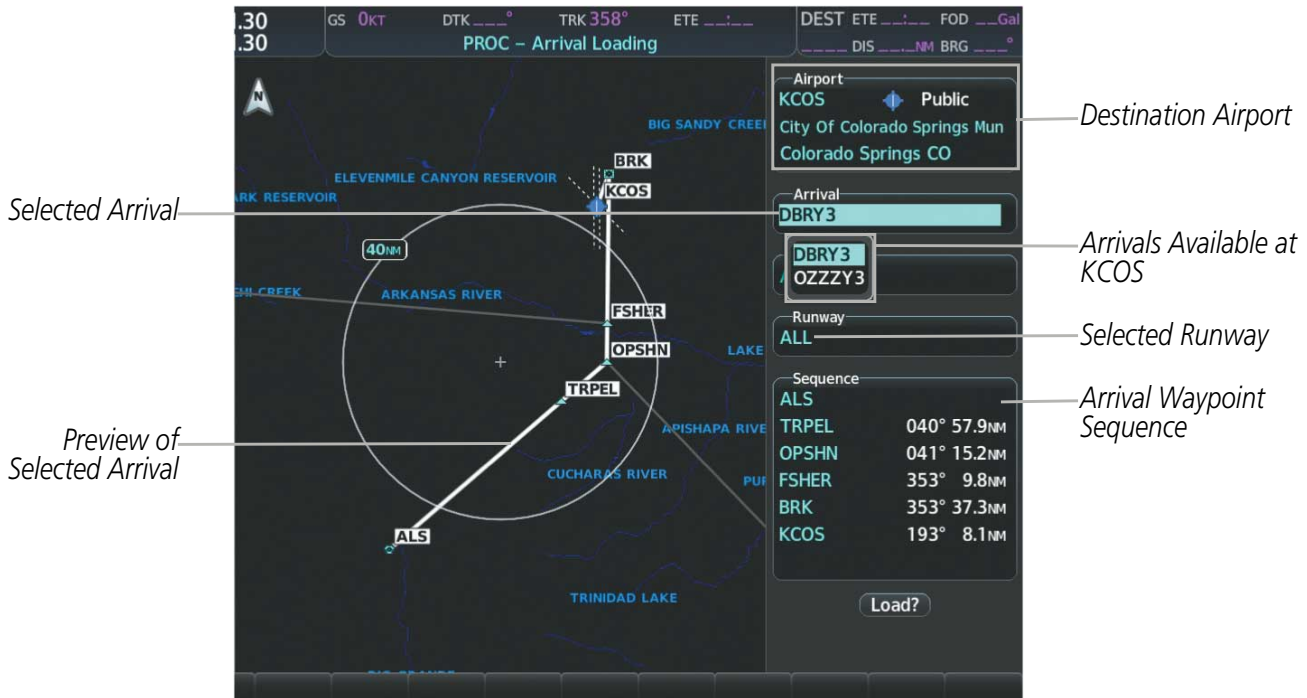 .30
.30
GS 0KT DTK ___° TRK 358° ETE __:__
PROC – Arrival Loading
DEST ETE __:__ FOD __Gal
____ DIS __._NM BRG ___°
N
BIG SANDY CREE
BRK
ELEVENMILE CANYON RESERVOIR
KCOS
ARK RESERVOIR
40NM
ARKANSAS RIVER
CREEK
FSHER
OPSHN
LAKE
TRPEL
APISHAPA RIVE
CUCHARAS RIVER
PUR
ALS
TRINIDAD LAKE
Airport
KCOS Public
City Of Colorado Springs Mun
Colorado Springs CO
Arrival
DBRY3
DBRY3
OZZZY3
Runway
ALL
Sequence
ALS
TRPEL 040° 57.9NM
OPSHN 041° 15.2NM
FSHER 353° 9.8NM
BRK 353° 37.3NM
KCOS 193° 8.1NM
Load?
Selected Arrival
Preview of
Selected Arrival
Destination Airport
Arrivals Available at
KCOS
Selected Runway
Arrival Waypoint
Sequence